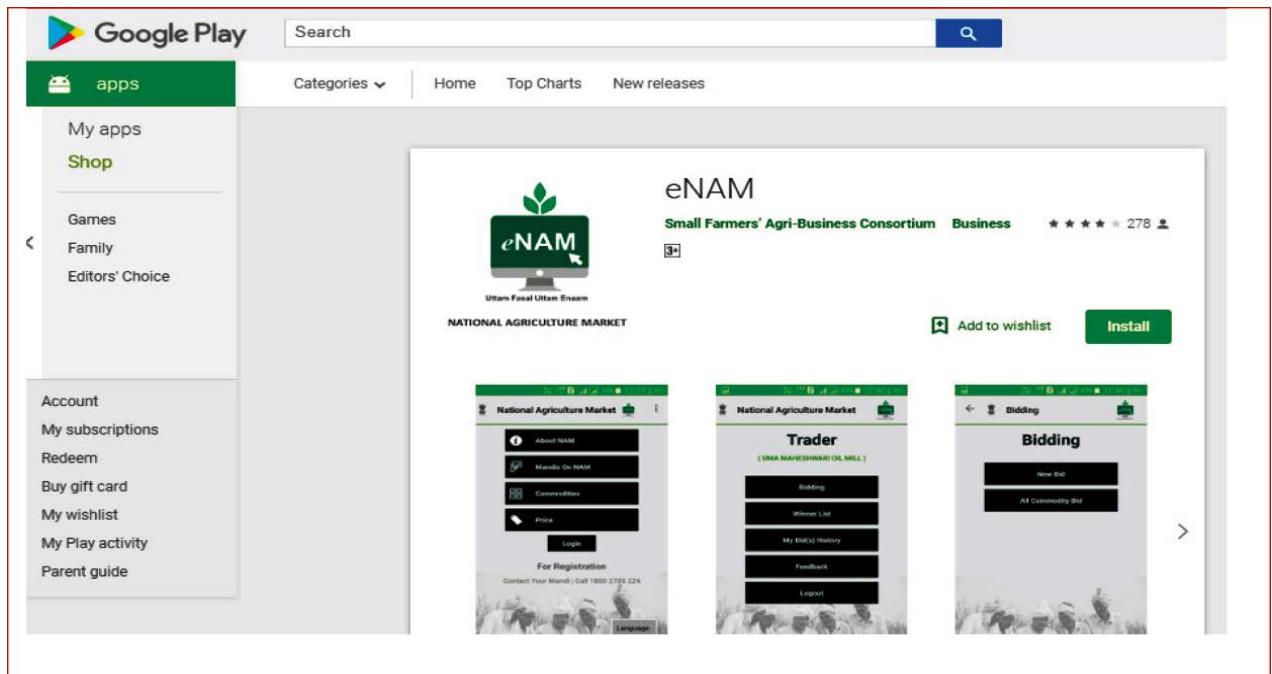 Google Play
Search
apps
Categories
Home
Top Charts
New releases
My apps
Shop
Games
Family
Editors' Choice
Account
My subscriptions
Redeem
Buy gift card
My wishlist
My Play activity
Parent guide
eNAM
Uttam Fasal Uttam Enaam
NATIONAL AGRICULTURE MARKET
eNAM
Small Farmers' Agri-Business Consortium Business 278
3+
Add to wishlist
Install
National Agriculture Market
About NAM
Mandis On NAM
Commodities
Price
Login
For Registration
Contact Your Mandi | Call 1800 2700 224
Language
National Agriculture Market
Trader
( UMA MAHESHWARI OIL MILL )
Bidding
Winner List
My Bid(s) History
Feedback
Logout
Bidding
Bidding
New Bid
All Commodity Bid